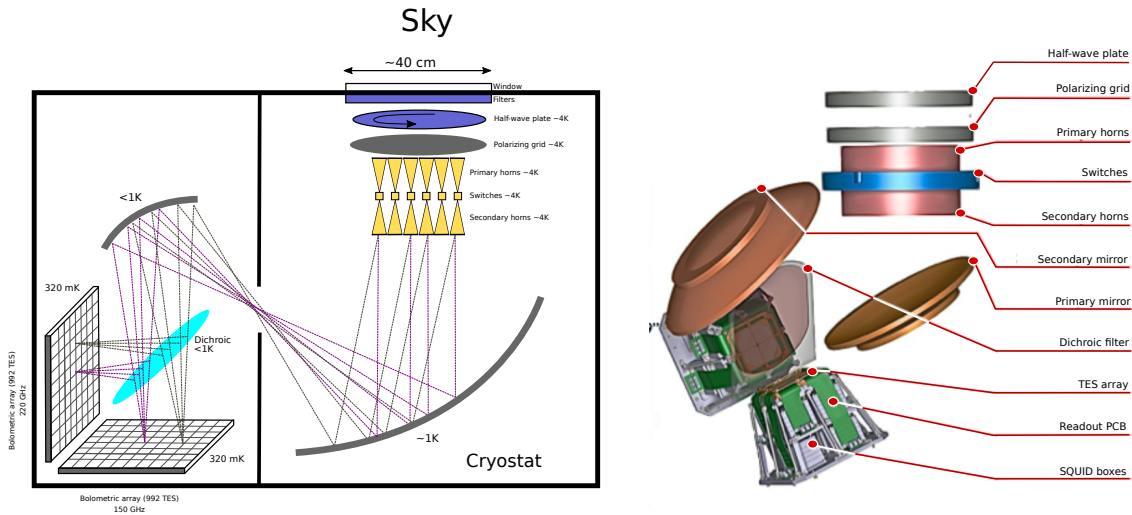 Sky
~40 cm
Window
Filters
Half-wave plate ~4K
Polarizing grid ~4K
Primary horns ~4K
Switches ~4K
Secondary horns ~4K
<1K
320 mK
Dichroic
<1K
Bolometric array (992 TES)
220 GHz
320 mK
~1K
Cryostat
Bolometric array (992 TES)
150 GHz
Half-wave plate
Polarizing grid
Primary horns
Switches
Secondary horns
Secondary mirror
Primary mirror
Dichroic filter
TES array
Readout PCB
SQUID boxes